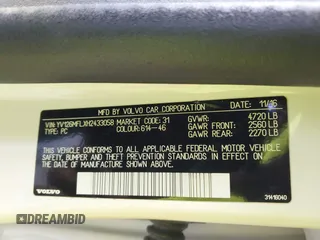 MFD. BY VOLVO CAR CORPORATION DATE: 11/16
VIN: YV126MFLXH2433058 GVWR: 4720 LB
MARKET CODE: 31 GAWR FRONT: 2560 LB
TYPE: PC COLOUR: 614-46 GAWR REAR: 2270 LB
THIS VEHICLE CONFORMS TO ALL APPLICABLE FEDERAL MOTOR VEHICLE
SAFETY, BUMPER AND THEFT PREVENTION STANDARDS IN EFFECT ON THE
DATE OF MANUFACTURE SHOWN ABOVE.
VOLVO
31416040
DREAMBID